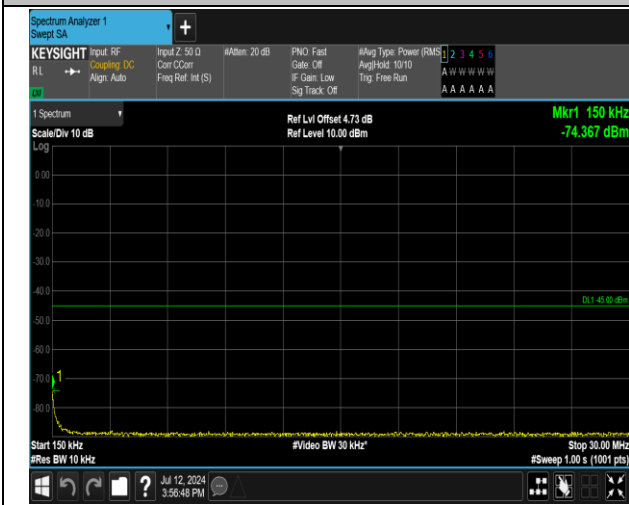 Spectrum Analyzer 1
Swept SA
+
KEYSIGHT Input: RF Input Z: 50 Ω #Atten: 20 dB PNO: Fast #Avg Type: Power (RMS 1 2 3 4 5 6
RL Coupling: DC Corr CCorr Gate: Off Avg|Hold: 10/10 A W W W W W
Align: Auto Freq Ref: Int (S) IF Gain: Low Trig: Free Run
Sig Track: Off A A A A A A
LXI
1 Spectrum Ref Lvl Offset 4.73 dB Mkr1 150 kHz
Scale/Div 10 dB Ref Level 10.00 dBm -74.367 dBm
Log
0.00
-10.0
-20.0
-30.0
-40.0
DL1 -45.00 dBm
-50.0
-60.0
-70.0 1
-80.0
Start 150 kHz #Video BW 30 kHz* Stop 30.00 MHz
#Res BW 10 kHz #Sweep 1.00 s (1001 pts)
? Jul 12, 2024
3:56:48 PM